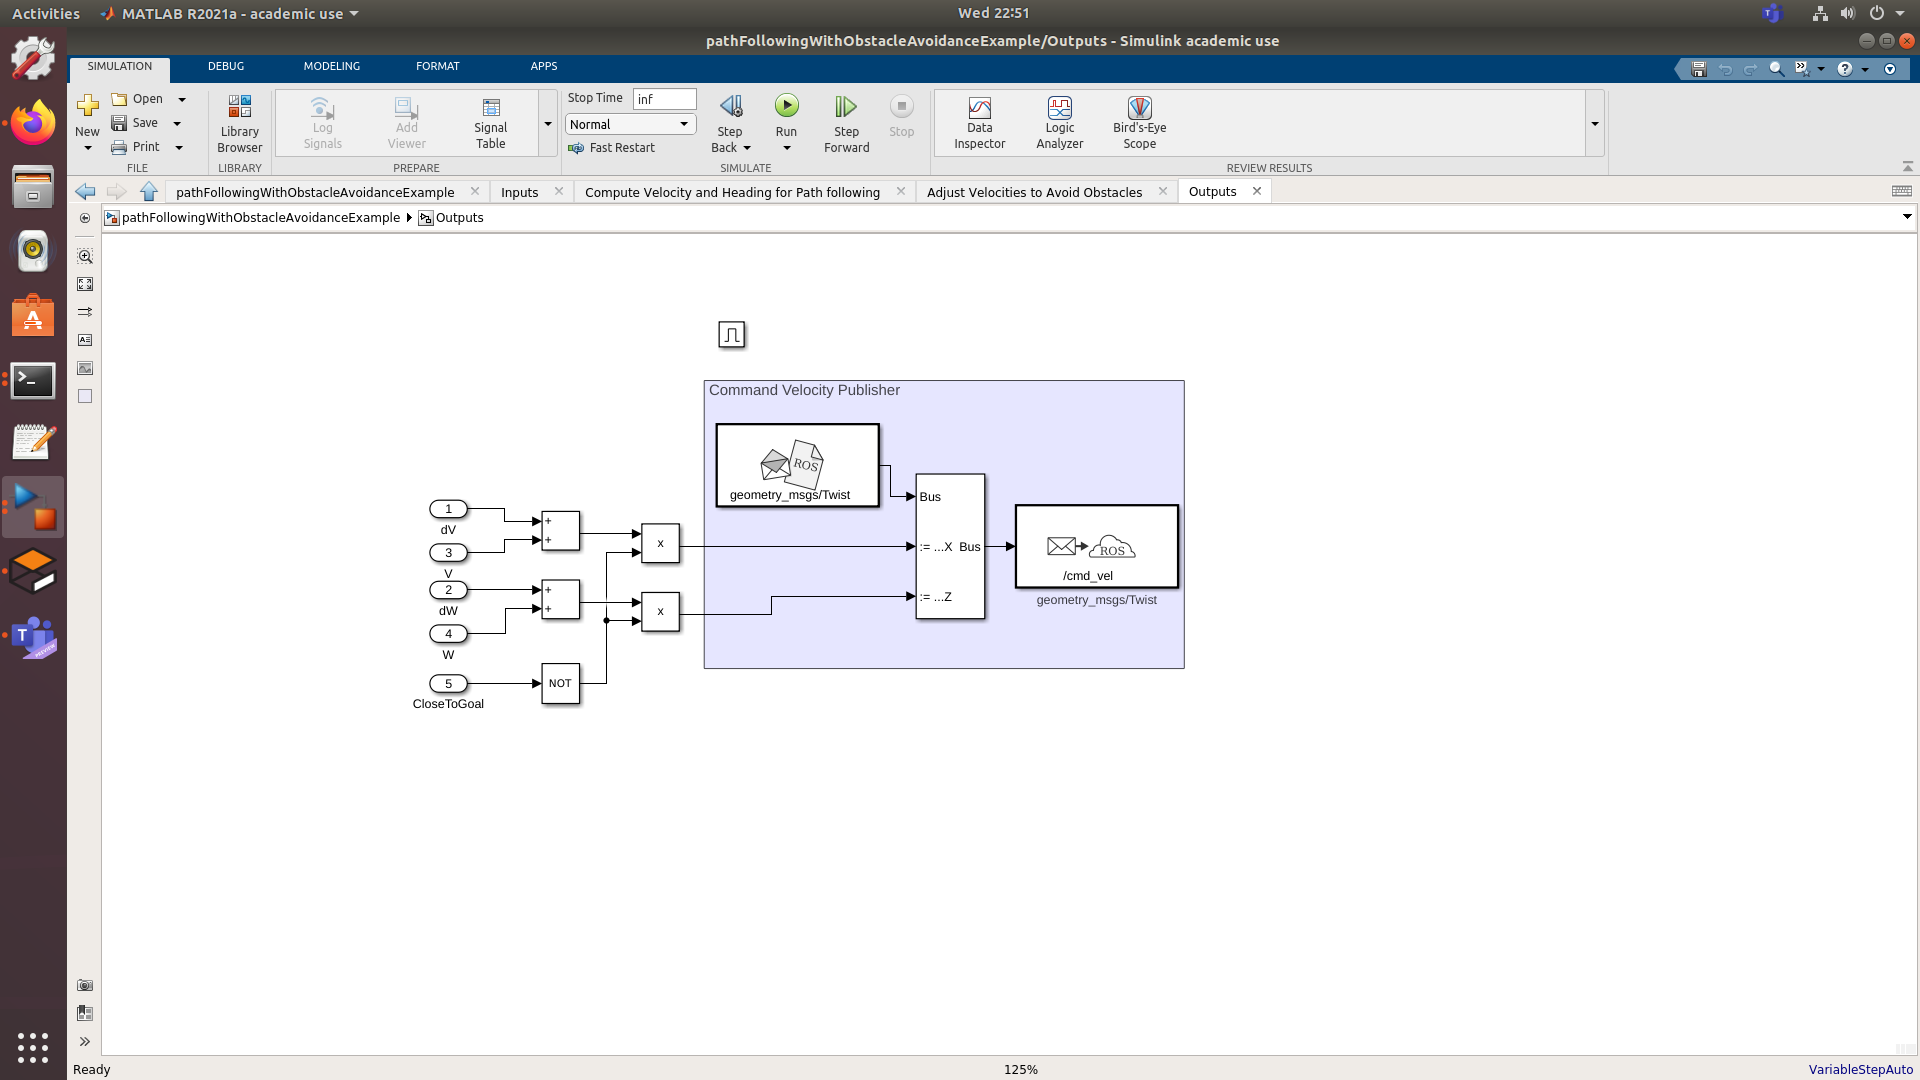 Activities
MATLAB R2021a - academic use
Wed 22:51
pathFollowingWithObstacleAvoidanceExample/Outputs - Simulink academic use
SIMULATION
DEBUG
MODELING
FORMAT
APPS
New
Open
Save
Print
FILE
Library
Browser
LIBRARY
Log
Signals
Add
Viewer
Signal
Table
PREPARE
Stop Time
inf
Normal
Fast Restart
Step
Back
Run
Step
Forward
Stop
SIMULATE
Data
Inspector
Logic
Analyzer
Bird's-Eye
Scope
REVIEW RESULTS
pathFollowingWithObstacleAvoidanceExample
Inputs
Compute Velocity and Heading for Path following
Adjust Velocities to Avoid Obstacles
Outputs
pathFollowingWithObstacleAvoidanceExample
Outputs
Command Velocity Publisher
ROS
geometry_msgs/Twist
1
dV
3
V
2
dW
4
W
5
CloseToGoal
+
+
+
+
NOT
x
x
Bus
:= ...X Bus
:= ...Z
ROS
/cmd_vel
geometry_msgs/Twist
PREVIEW
Ready
125%
VariableStepAuto